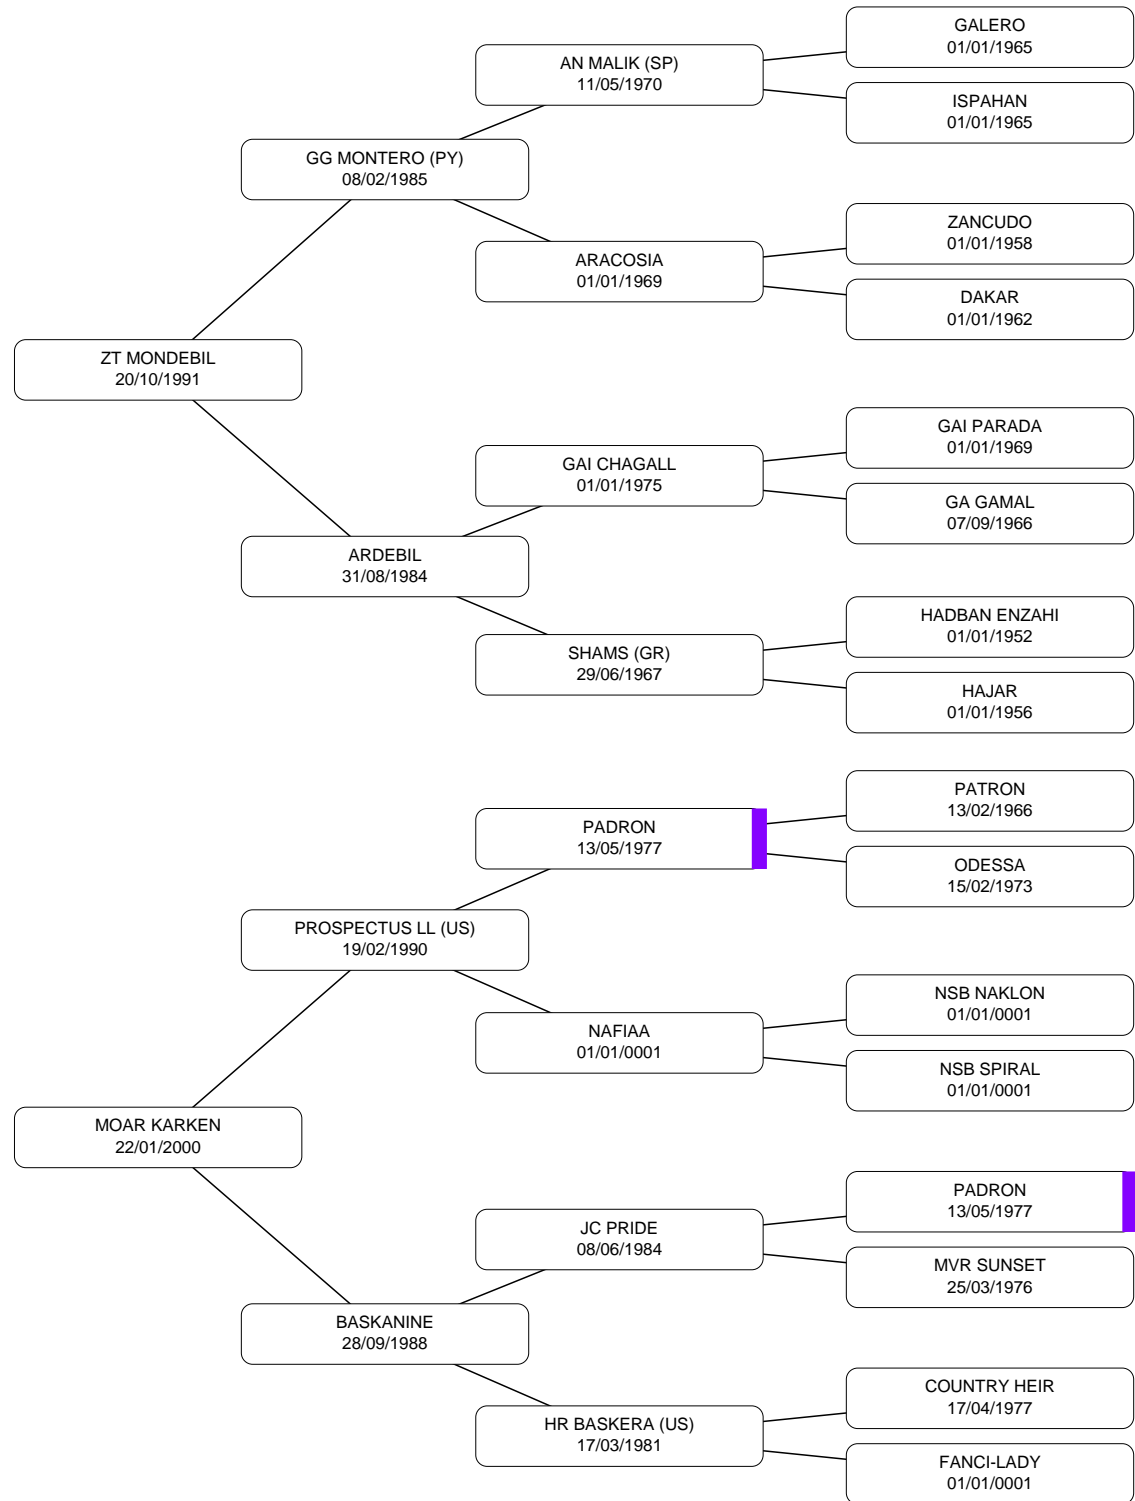 GALERO
01/01/1965
AN MALIK (SP)
11/05/1970
ISPAHAN
01/01/1965
GG MONTERO (PY)
08/02/1985
ZANCUDO
01/01/1958
ARACOSIA
01/01/1969
DAKAR
01/01/1962
ZT MONDEBIL
20/10/1991
GAI PARADA
01/01/1969
GAI CHAGALL
01/01/1975
GA GAMAL
07/09/1966
ARDEBIL
31/08/1984
HADBAN ENZAHI
01/01/1952
SHAMS (GR)
29/06/1967
HAJAR
01/01/1956
PATRON
13/02/1966
PADRON
13/05/1977
ODESSA
15/02/1973
PROSPECTUS LL (US)
19/02/1990
NSB NAKLON
01/01/0001
NAFIAA
01/01/0001
NSB SPIRAL
01/01/0001
MOAR KARKEN
22/01/2000
PADRON
13/05/1977
JC PRIDE
08/06/1984
MVR SUNSET
25/03/1976
BASKANINE
28/09/1988
COUNTRY HEIR
17/04/1977
HR BASKERA (US)
17/03/1981
FANCI-LADY
01/01/0001